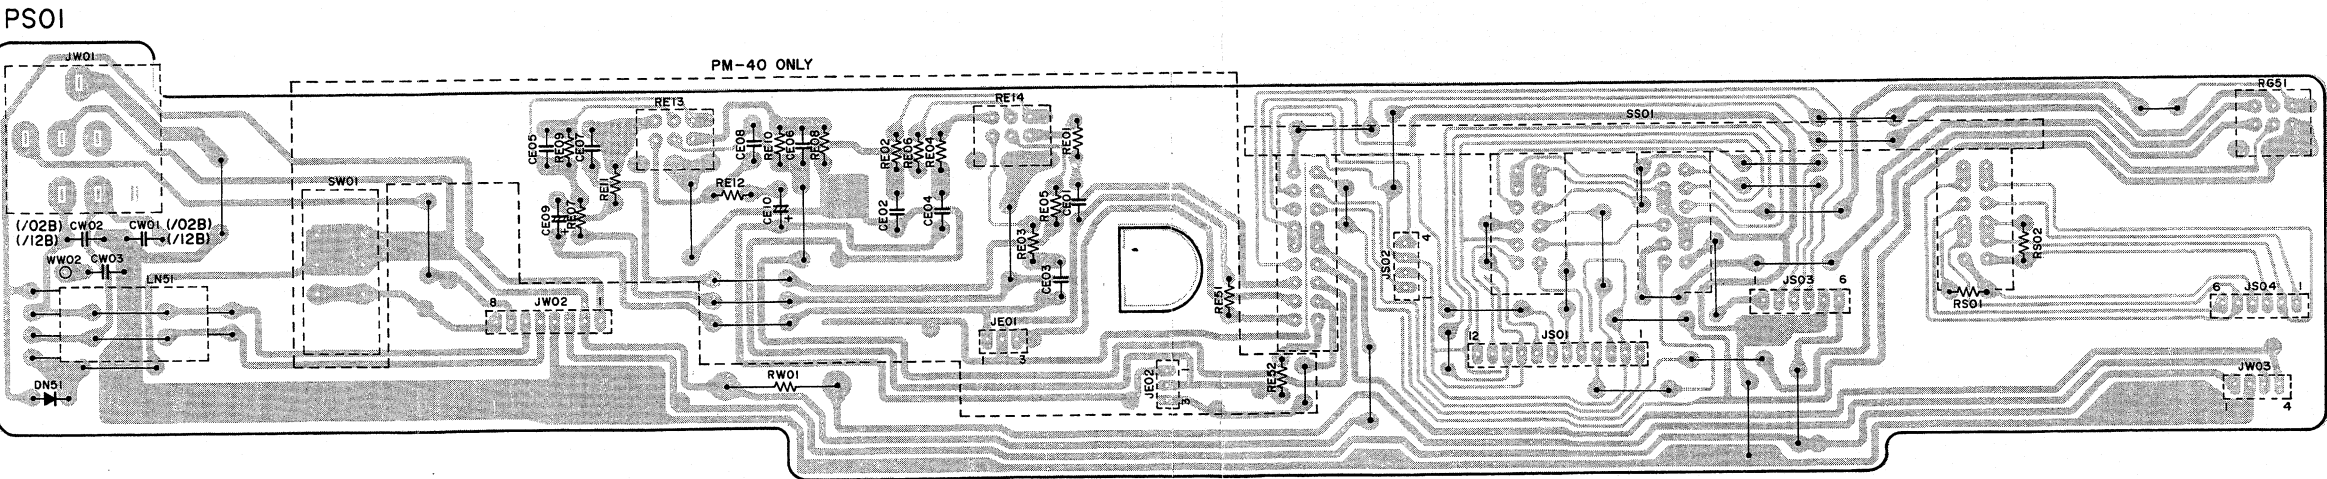 PS01
JW01
PM-40 ONLY
RE13
RE14
SS01
RG51
CE05
RE09
CE07
CE08
RE10
CE06
RE08
RE02
RE06
RE04
RE01
RE11
SW01
RE12
CE09
+
RE07
CE10
+
CE02
CE04
RE05
CE01
RE03
CE03
(/02B)
(/12B)
CW02
CW01
(/02B)
(/12B)
WW02
CW03
LN51
8
JW02
1
JE01
3
RE51
JS02
4
1
RS02
JS03
6
RS01
6
JS04
1
12
JS01
1
DN51
RW01
JE02
1
3
RE52
JW03
1
4